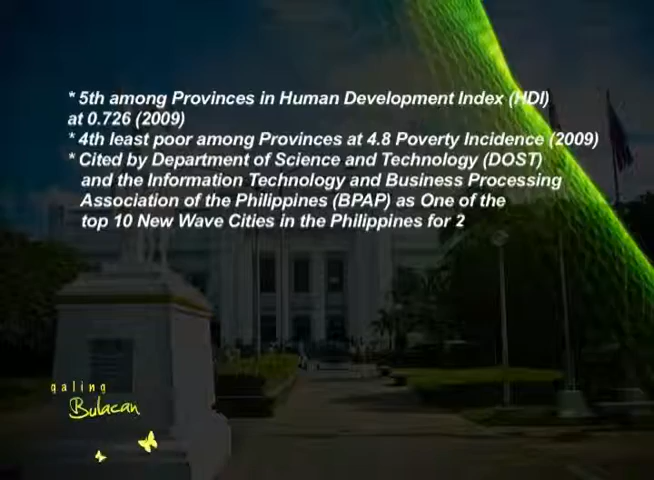 * 5th among Provinces in Human Development Index (HDI)
at 0.726 (2009)
* 4th least poor among Provinces at 4.8 Poverty Incidence (2009)
* Cited by Department of Science and Technology (DOST)
and the Information Technology and Business Processing
Association of the Philippines (BPAP) as One of the
top 10 New Wave Cities in the Philippines for 2
galing
Bulacan